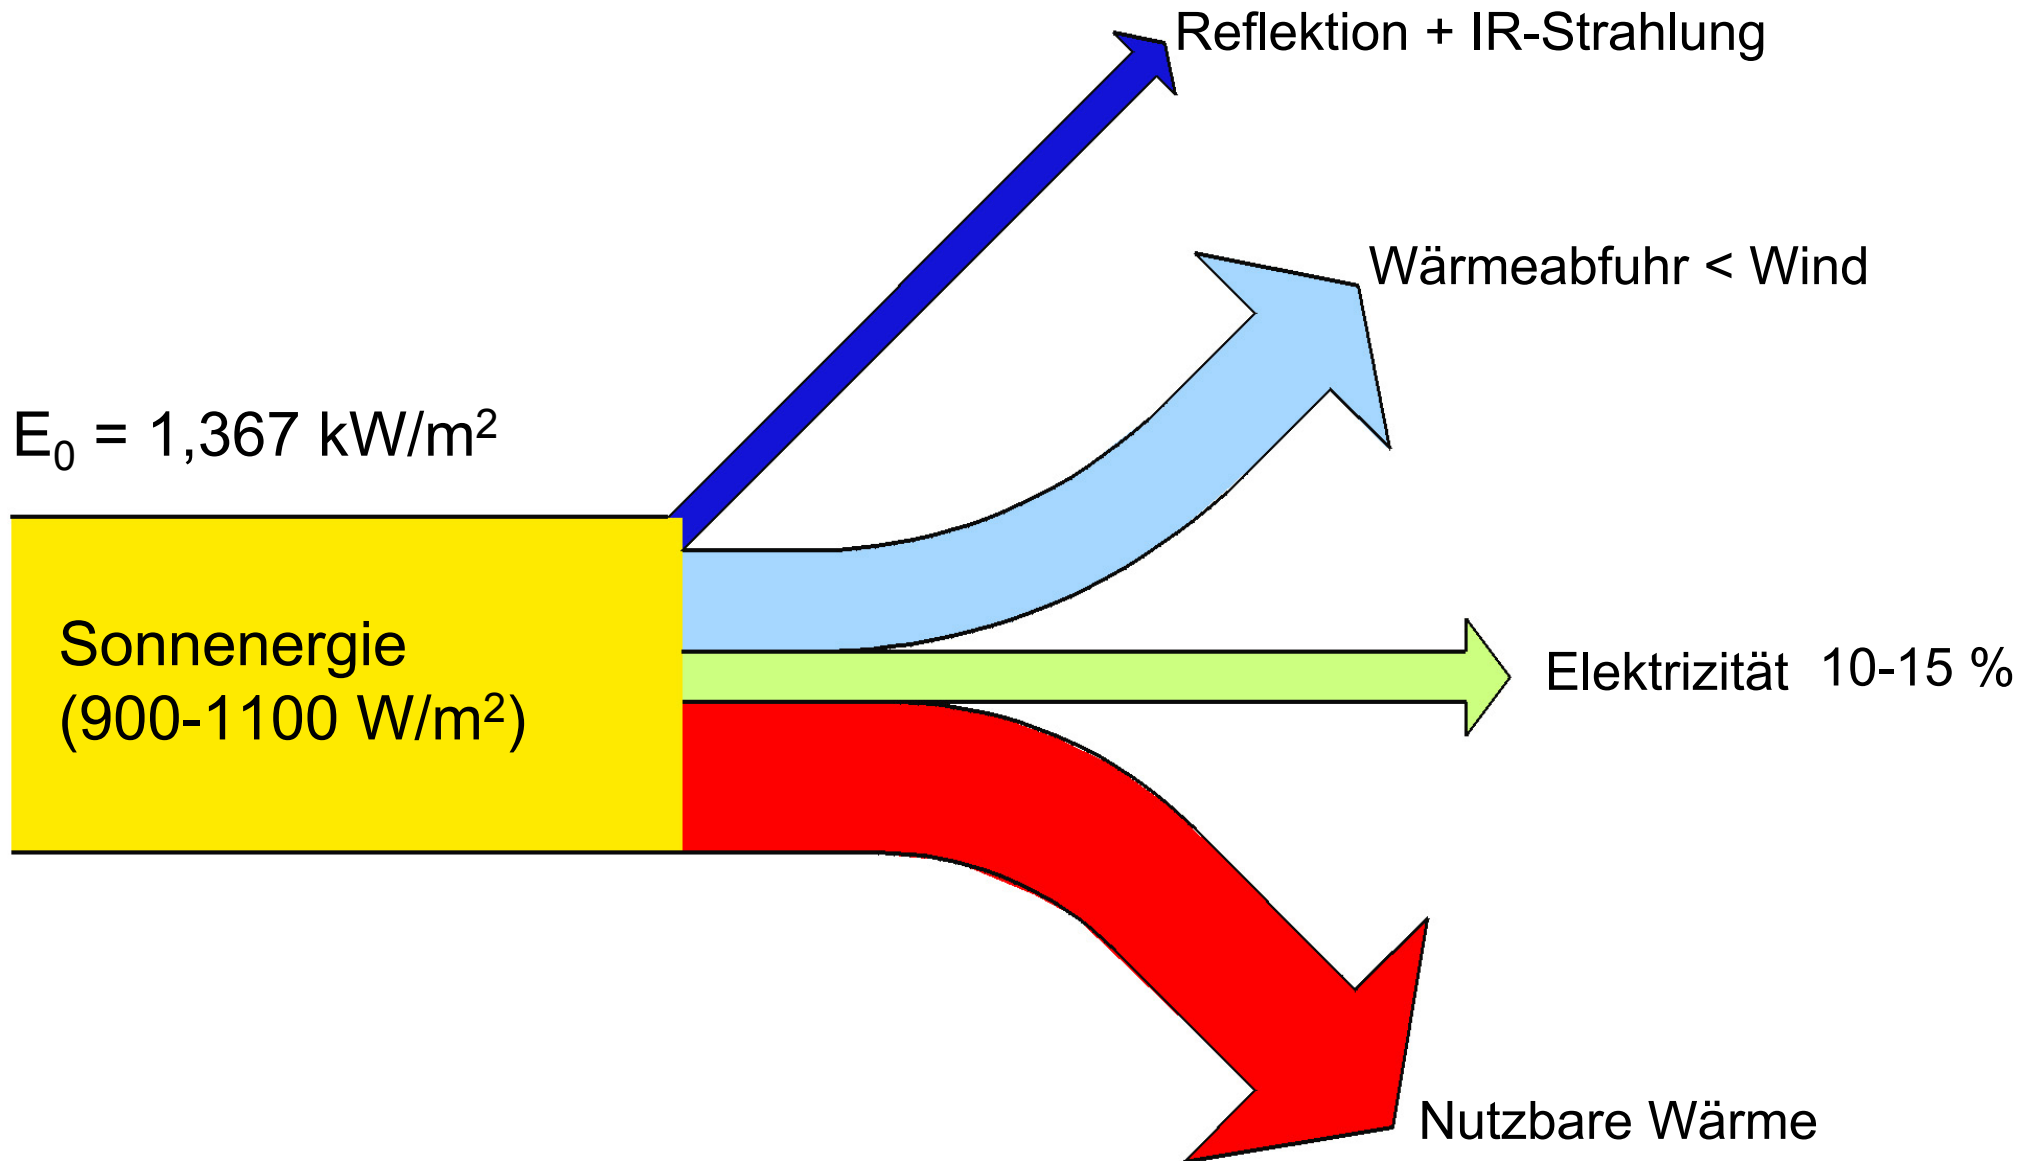 Reflektion + IR-Strahlung
Wärmeabfuhr < Wind
E₀ = 1,367 kW/m²
Sonnenergie
(900-1100 W/m²)
Elektrizität 10-15 %
Nutzbare Wärme